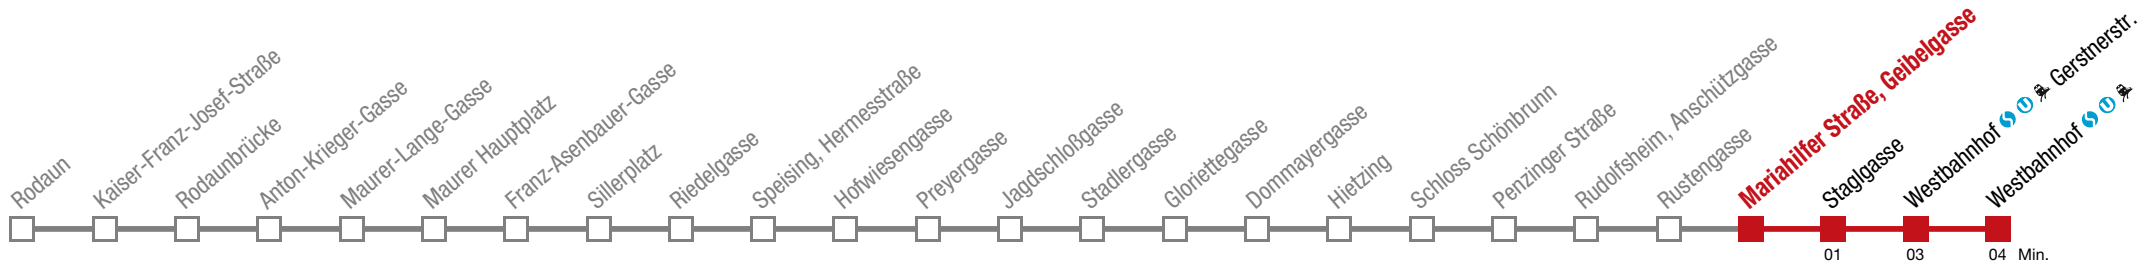 Rodaun
Kaiser-Franz-Josef-Straße
Rodaunbrücke
Anton-Krieger-Gasse
Maurer-Lange-Gasse
Maurer Hauptplatz
Franz-Asenbauer-Gasse
Sillerplatz
Riedelgasse
Speising, Hermesstraße
Hofwiesengasse
Preyergasse
Jagdschloßgasse
Stadlergasse
Gloriettegasse
Dommayergasse
Hietzing
Schloss Schönbrunn
Penzinger Straße
Rudolfsheim, Anschützgasse
Rustengasse
Mariahilfer Straße, Geibelgasse
Staglgasse
Westbahnhof S U Gerstnerstr.
Westbahnhof S U
01 03 04 Min.